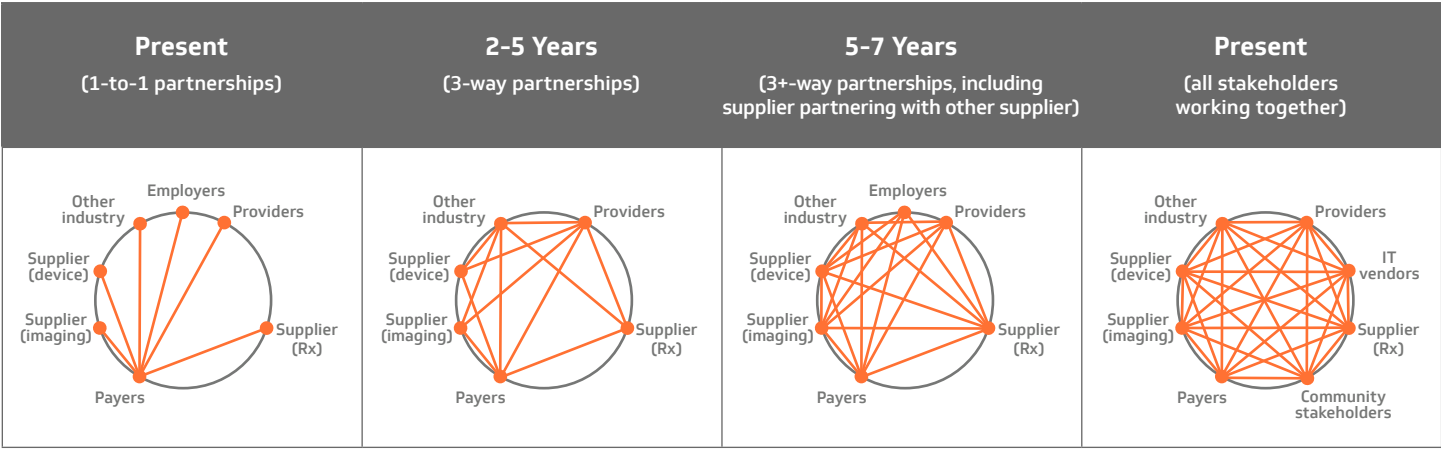 Present
(1-to-1 partnerships)
2-5 Years
(3-way partnerships)
5-7 Years
(3+-way partnerships, including
supplier partnering with other supplier)
Present
(all stakeholders
working together)
Employers
Other
industry
Providers
Supplier
(device)
Supplier
(imaging)
Supplier
(Rx)
Payers
Other
industry
Providers
Supplier
(device)
Supplier
(imaging)
Supplier
(Rx)
Payers
Employers
Other
industry
Providers
Supplier
(device)
Supplier
(imaging)
Supplier
(Rx)
Payers
Other
industry
Providers
Supplier
(device)
IT
vendors
Supplier
(imaging)
Supplier
(Rx)
Payers
Community
stakeholders